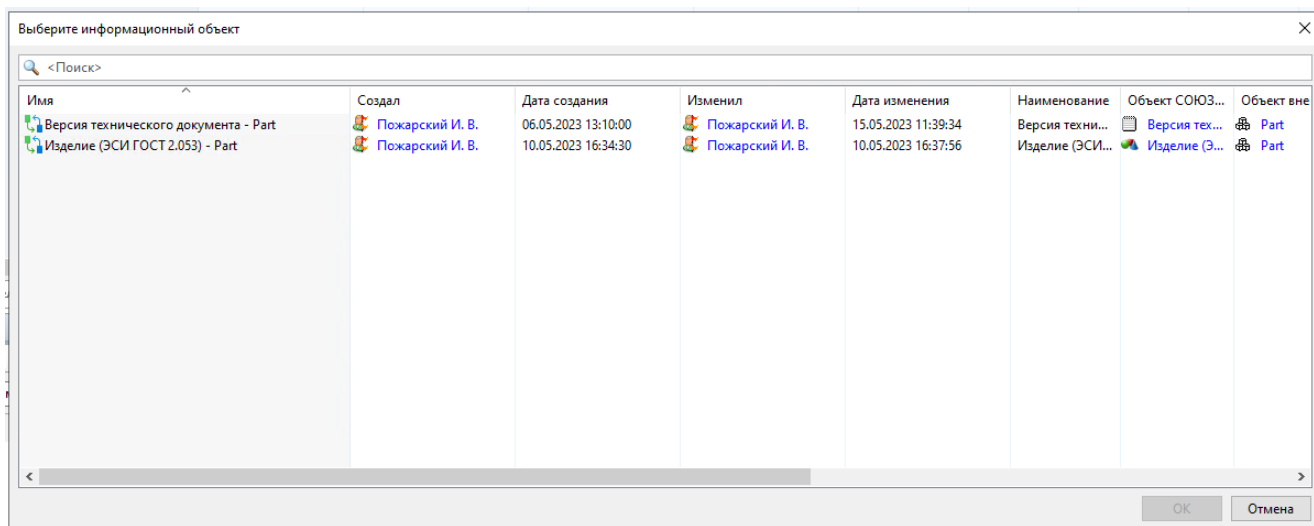 Выберите информационный объект
<Поиск>
Имя Создал Дата создания Изменил Дата изменения Наименование Объект СОЮЗ... Объект вне
Версия технического документа - Part Пожарский И. В. 06.05.2023 13:10:00 Пожарский И. В. 15.05.2023 11:39:34 Версия техни... Версия тех... Part
Изделие (ЭСИ ГОСТ 2.053) - Part Пожарский И. В. 10.05.2023 16:34:30 Пожарский И. В. 10.05.2023 16:37:56 Изделие (ЭСИ... Изделие (Э... Part
OK Отмена